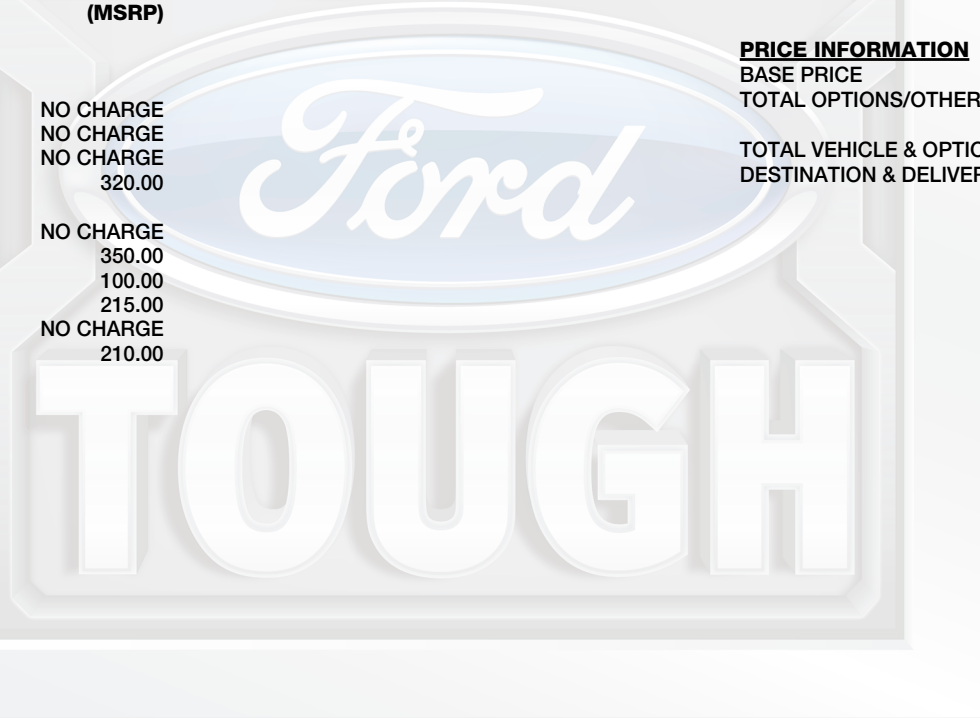 (MSRP)
NO CHARGE
NO CHARGE
NO CHARGE
320.00
NO CHARGE
350.00
100.00
215.00
NO CHARGE
210.00
PRICE INFORMATION
BASE PRICE
TOTAL OPTIONS/OTHER
TOTAL VEHICLE & OPTIO
DESTINATION & DELIVER
Ford
TOUGH